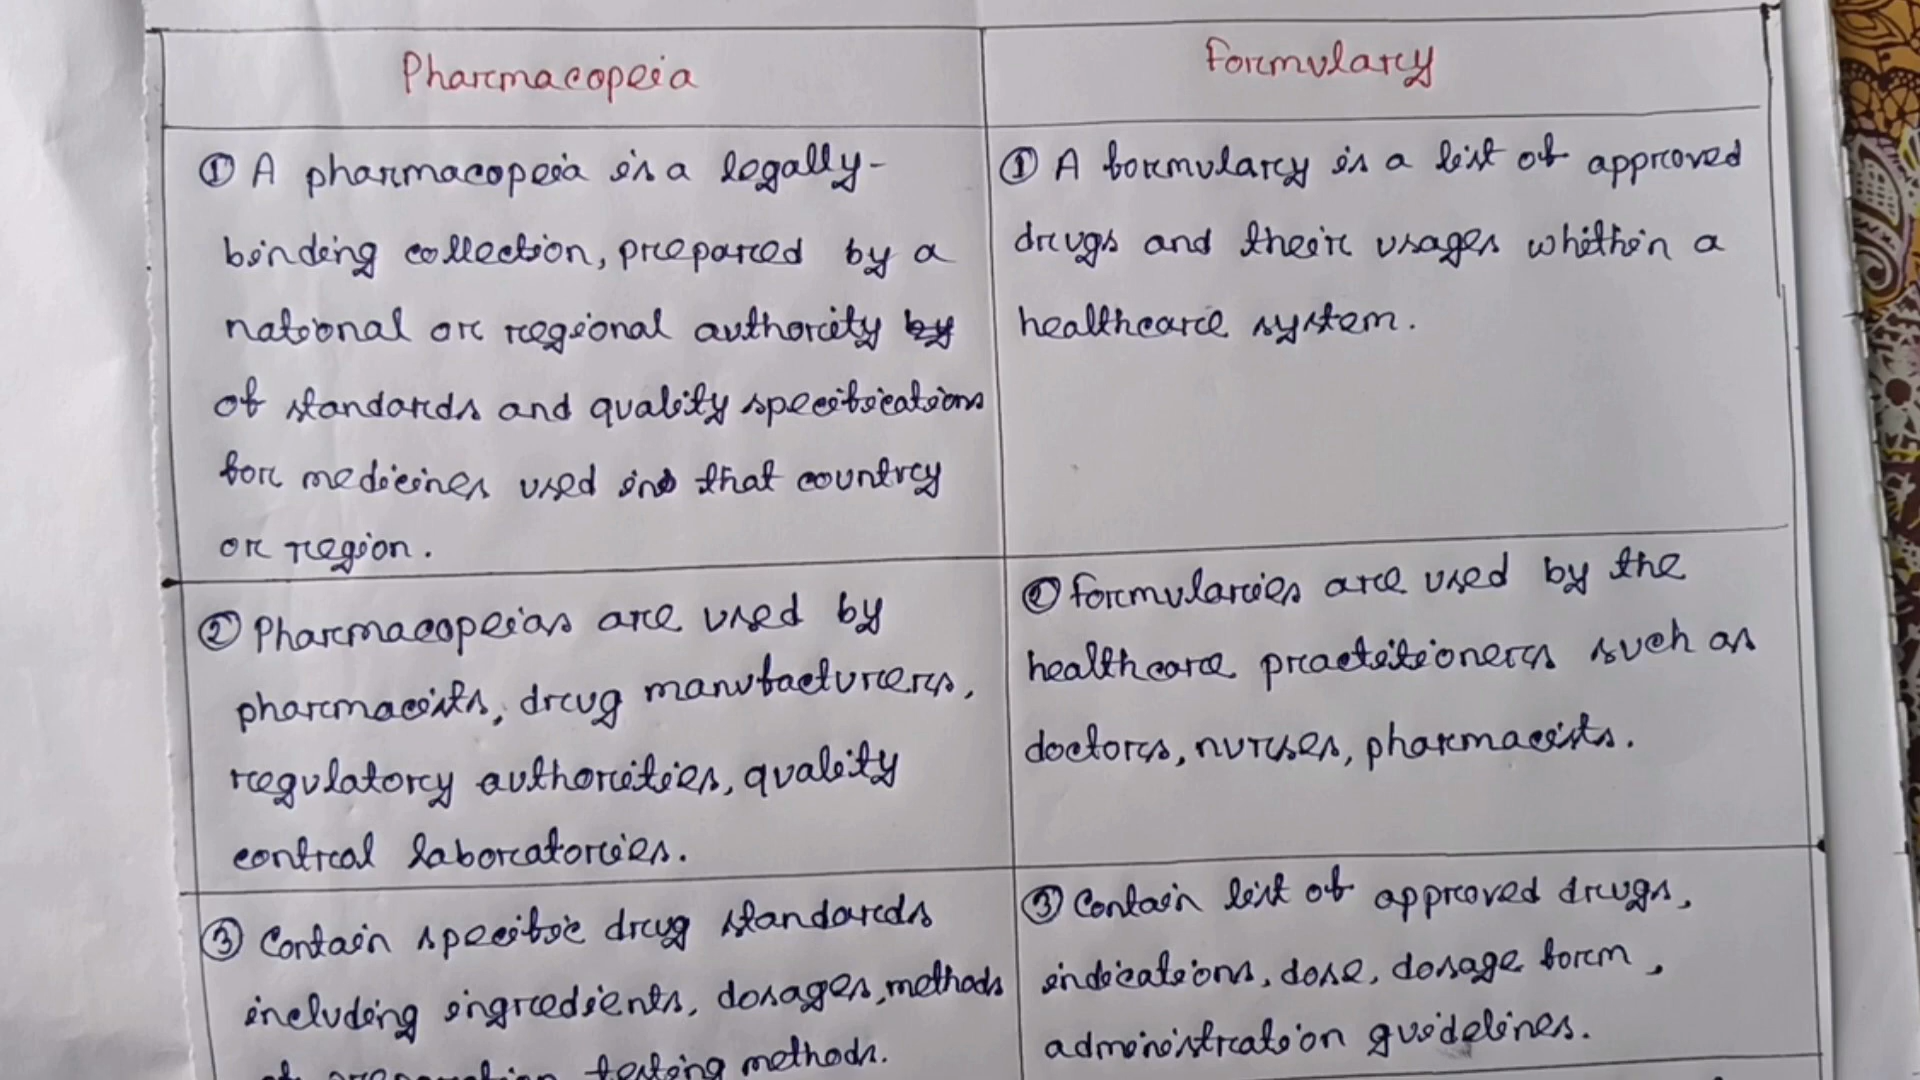 Pharmacopeia
Formulary
① A pharmacopeia is a legally-
binding collection, prepared by a
national or regional authority by
of standards and quality specifications
for medicines used in that country
or region.
① A formulary is a list of approved
drugs and their usages whithin a
healthcare system.
② Pharmacopeias are used by
pharmacists, drug manufacturers,
regulatory authorities, quality
control laboratories.
② Formularies are used by the
healthcare practitioners such as
doctors, nurses, pharmacists.
③ Contain specific drug standards
including ingredients, dosages, methods
of preparation testing methods.
③ Contain list of approved drugs,
indications, dose, dosage form,
administration guidelines.